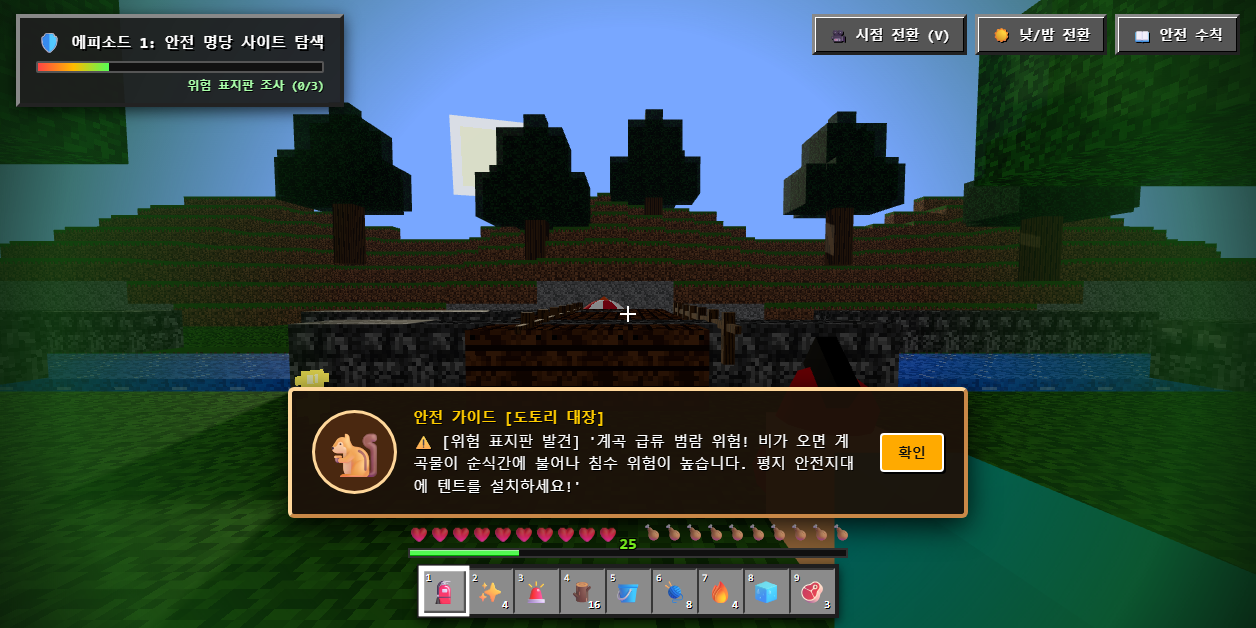 에피소드 1: 안전 명당 사이트 탐색
위험 표지판 조사 (0/3)
시점 전환 (V)
낮/밤 전환
안전 수칙
안전 가이드 [도토리 대장]
[위험 표지판 발견] '계곡 급류 범람 위험! 비가 오면 계
곡물이 순식간에 불어나 침수 위험이 높습니다. 평지 안전지대
에 텐트를 설치하세요!'
확인
25
1
2 4
3
4 16
5
6 8
7 4
8
9 3